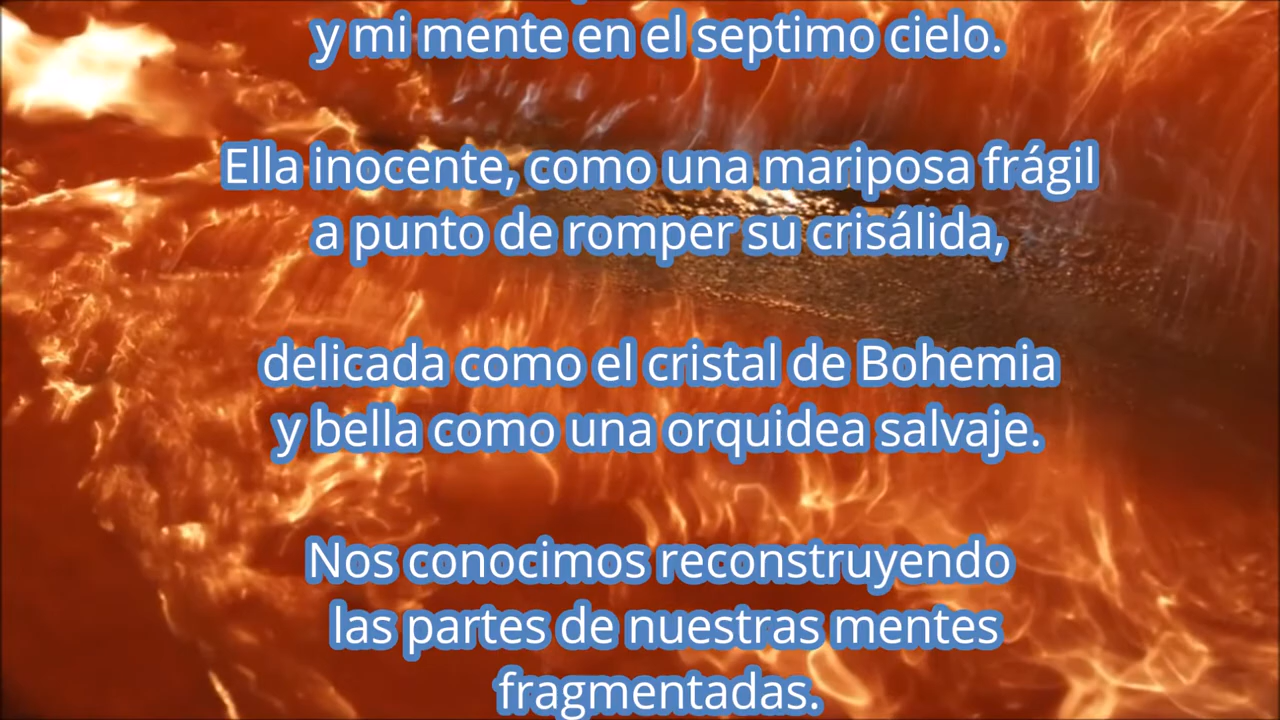 y mi mente en el septimo cielo.
Ella inocente, como una mariposa frágil
a punto de romper su crisálida,
delicada como el cristal de Bohemia
y bella como una orquidea salvaje.
Nos conocimos reconstruyendo
las partes de nuestras mentes
fragmentadas.